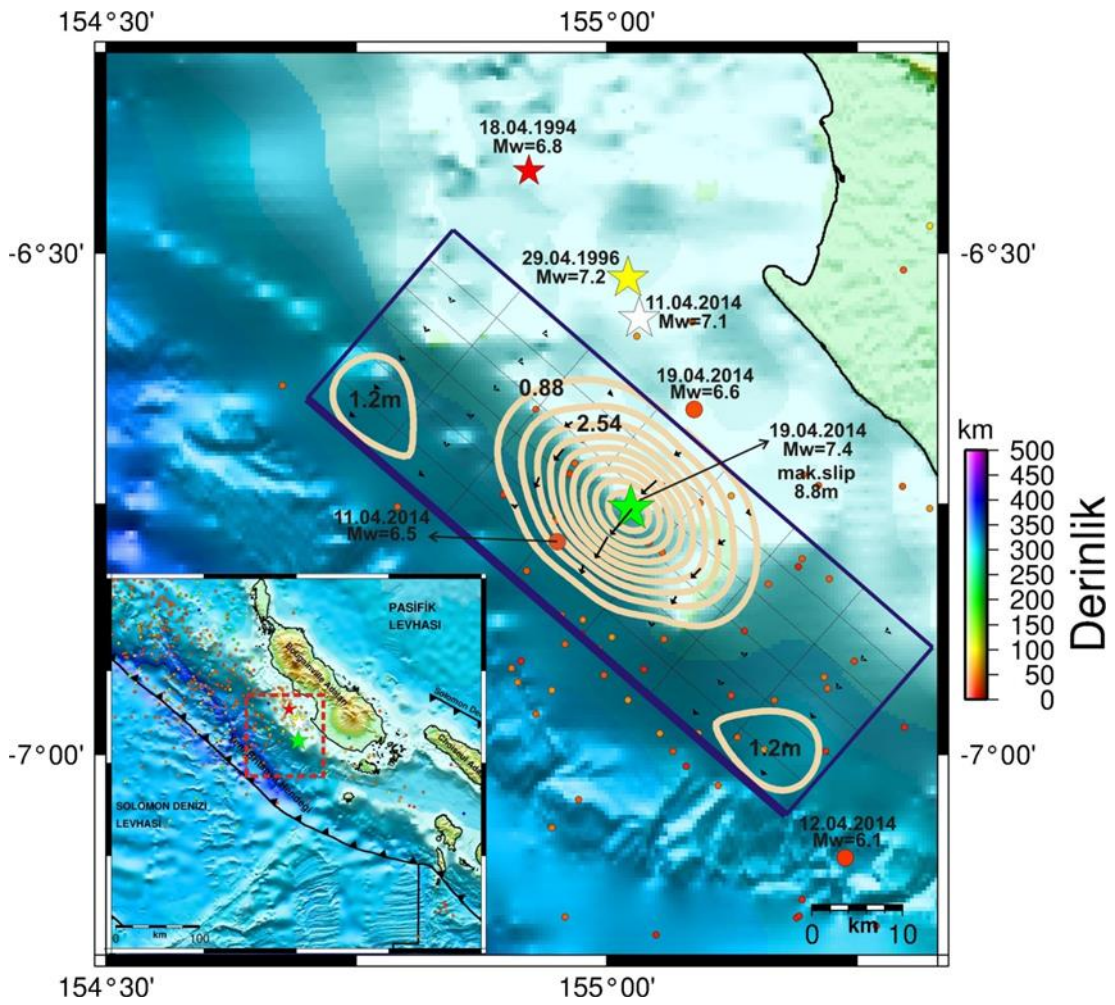 154°30'
155°00'
18.04.1994
Mw=6.8
-6°30'
-6°30'
29.04.1996
Mw=7.2
11.04.2014
Mw=7.1
19.04.2014
Mw=6.6
0.88
1.2m
2.54
19.04.2014
Mw=7.4
mak.slip
8.8m
11.04.2014
Mw=6.5
km
500
450
400
350
300
250
200
150
100
50
0
Derinlik
PASİFİK
LEVHASI
Bougainville Adaları
Solomon
Choiseul
SOLOMON DENİZİ
LEVHASI
km
0
100
-7°00'
-7°00'
1.2m
12.04.2014
Mw=6.1
km
0
10
154°30'
155°00'